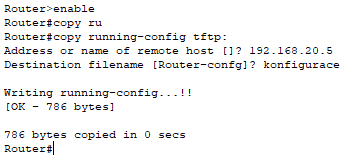 Router>enable
Router#copy ru
Router#copy running-config tftp:
Address or name of remote host []? 192.168.20.5
Destination filename [Router-confg]? konfigurace

Writing running-config...!!
[OK - 786 bytes]

786 bytes copied in 0 secs
Router#